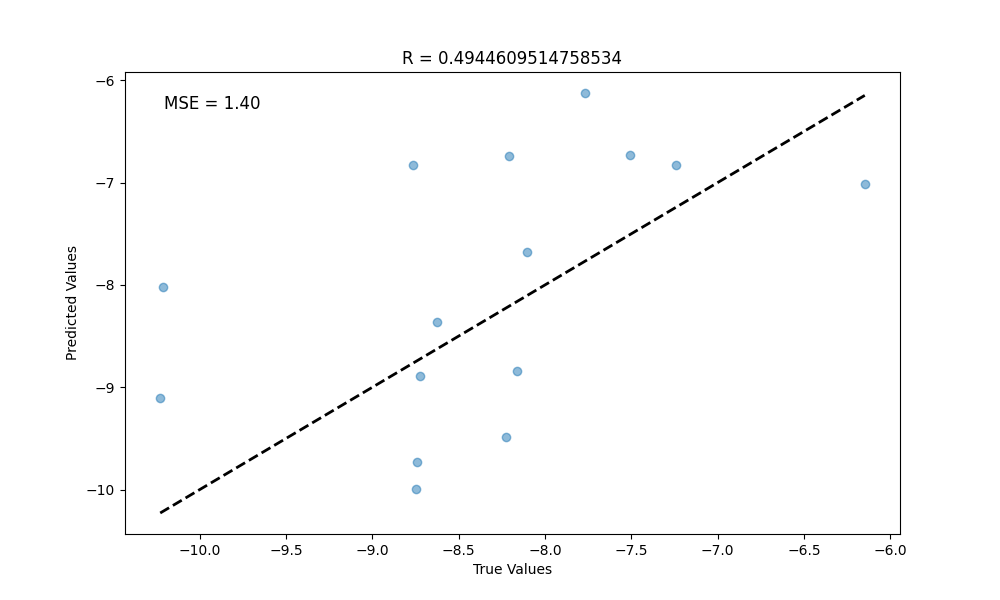 R = 0.4944609514758534
MSE = 1.40
−6
−7
−8
−9
−10
Predicted Values
−10.0 −9.5 −9.0 −8.5 −8.0 −7.5 −7.0 −6.5 −6.0
True Values